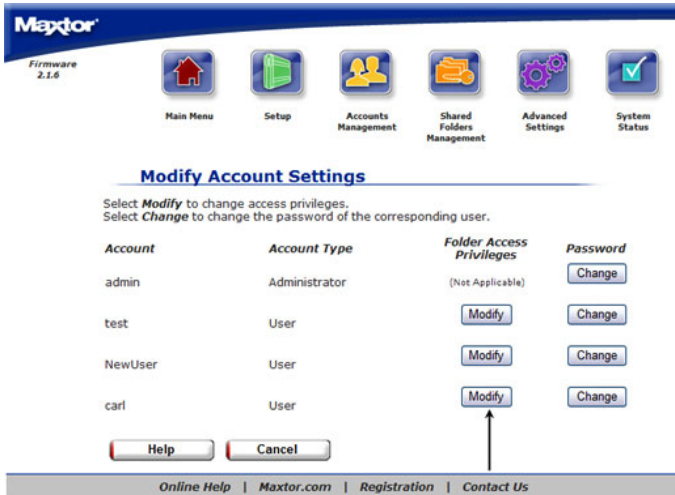 Maxtor
Firmware
2.1.6
Main Menu
Setup
Accounts
Management
Shared
Folders
Management
Advanced
Settings
System
Status
Modify Account Settings
Select Modify to change access privileges.
Select Change to change the password of the corresponding user.
Account Account Type Folder Access Privileges Password
admin Administrator (Not Applicable) Change
test User Modify Change
NewUser User Modify Change
carl User Modify Change
Help Cancel
Online Help | Maxtor.com | Registration | Contact Us